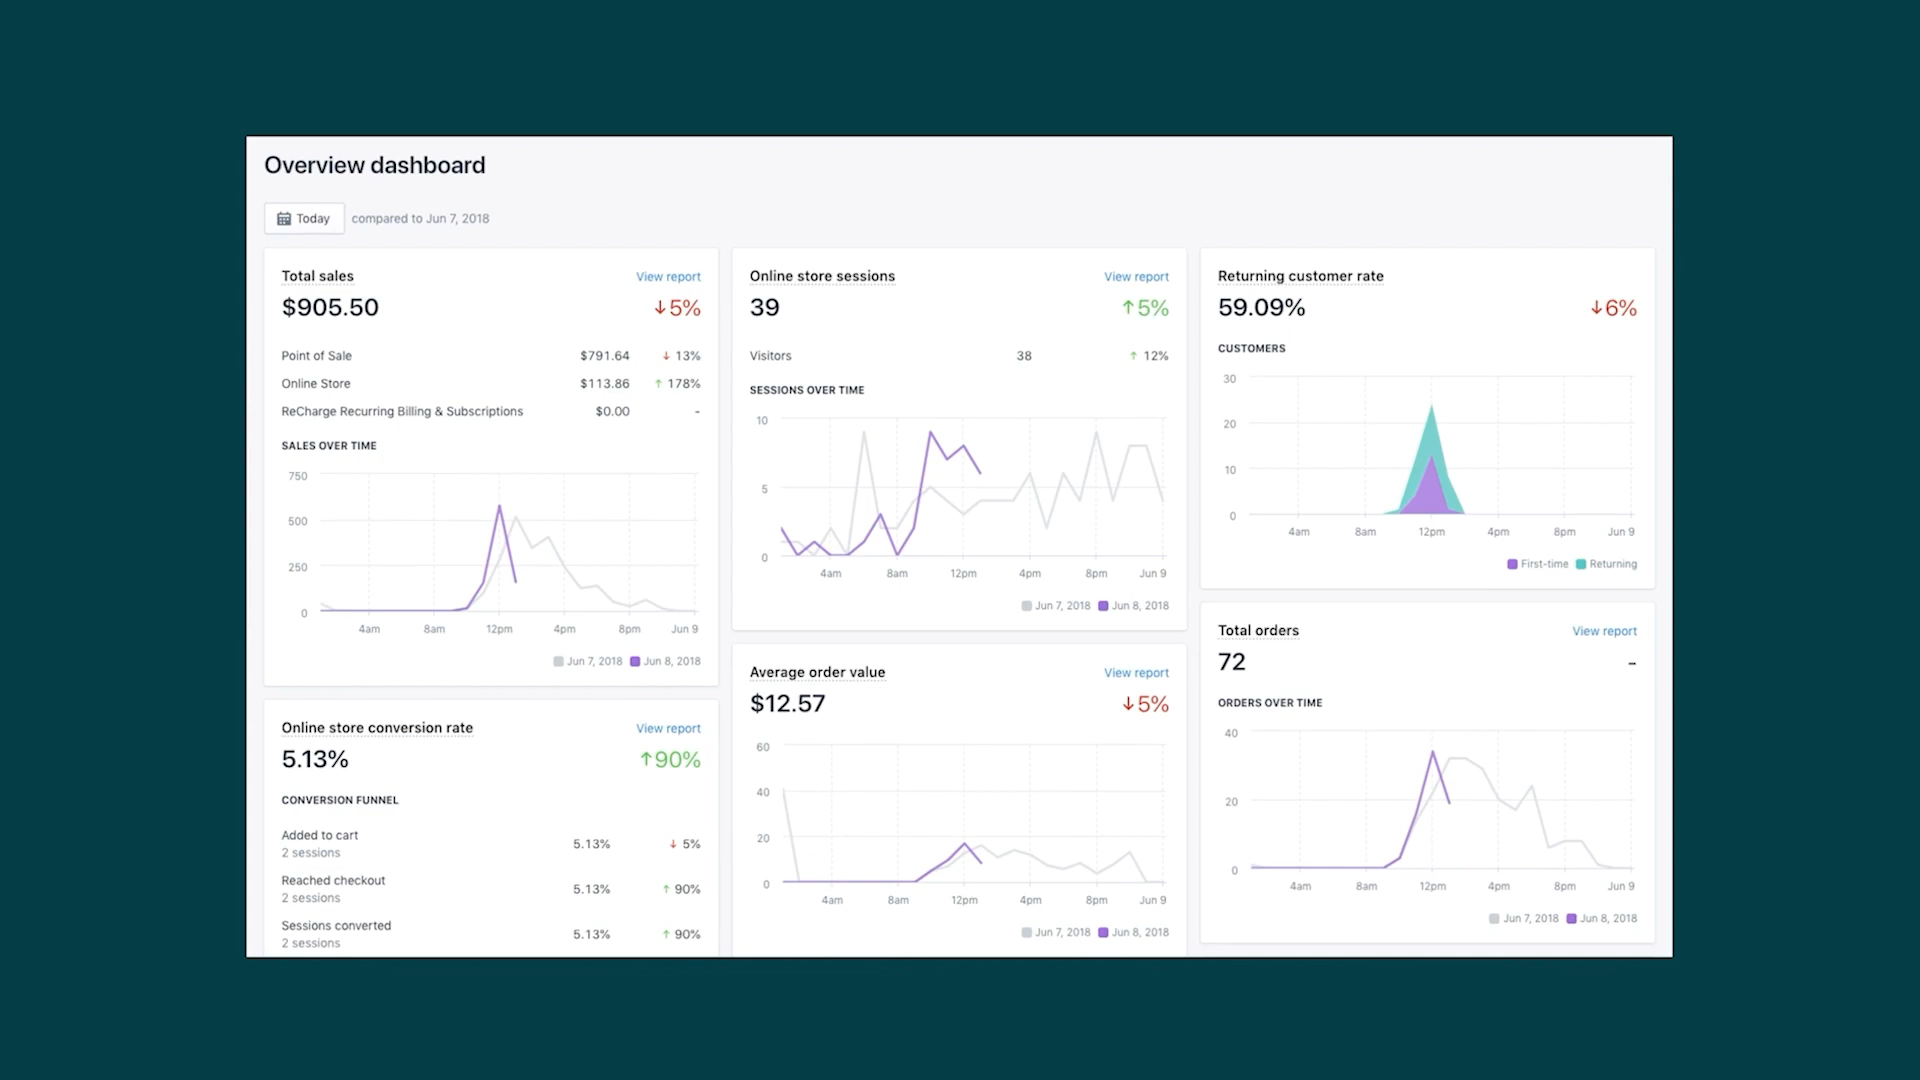 Overview dashboard
Today compared to Jun 7, 2018
Total sales View report
$905.50 ↓5%
Point of Sale $791.64 ↓ 13%
Online Store $113.86 ↑ 178%
ReCharge Recurring Billing & Subscriptions $0.00 -
SALES OVER TIME
750
500
250
0
4am 8am 12pm 4pm 8pm Jun 9
Jun 7, 2018 Jun 8, 2018
Online store conversion rate View report
5.13% ↑90%
CONVERSION FUNNEL
Added to cart 5.13% ↓ 5%
2 sessions
Reached checkout 5.13% ↑ 90%
2 sessions
Sessions converted 5.13% ↑ 90%
2 sessions
Online store sessions View report
39 ↑5%
Visitors 38 ↑ 12%
SESSIONS OVER TIME
10
5
0
4am 8am 12pm 4pm 8pm Jun 9
Jun 7, 2018 Jun 8, 2018
Average order value View report
$12.57 ↓5%
60
40
20
0
4am 8am 12pm 4pm 8pm Jun 9
Jun 7, 2018 Jun 8, 2018
Returning customer rate
59.09% ↓6%
CUSTOMERS
30
20
10
0
4am 8am 12pm 4pm 8pm Jun 9
First-time Returning
Total orders View report
72 -
ORDERS OVER TIME
40
20
0
4am 8am 12pm 4pm 8pm Jun 9
Jun 7, 2018 Jun 8, 2018